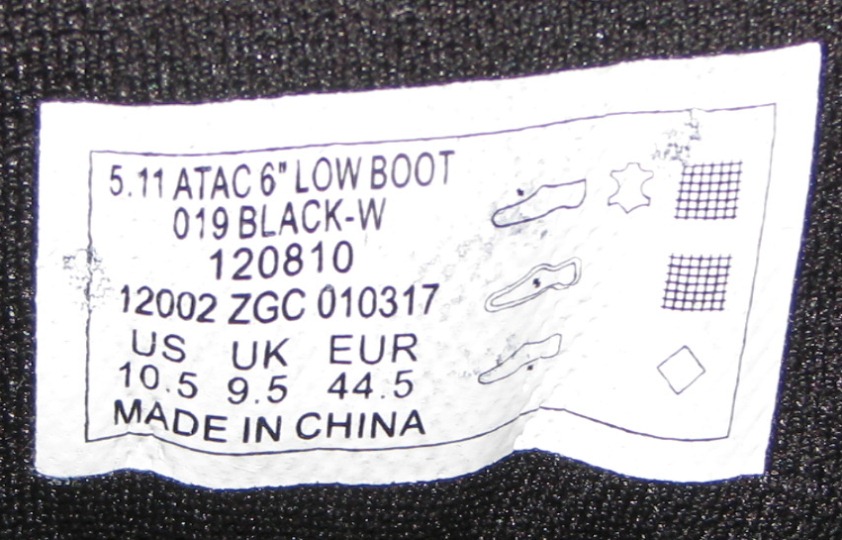 5.11 ATAC 6" LOW BOOT
019 BLACK-W
120810
12002 ZGC 010317
US UK EUR
10.5 9.5 44.5
MADE IN CHINA